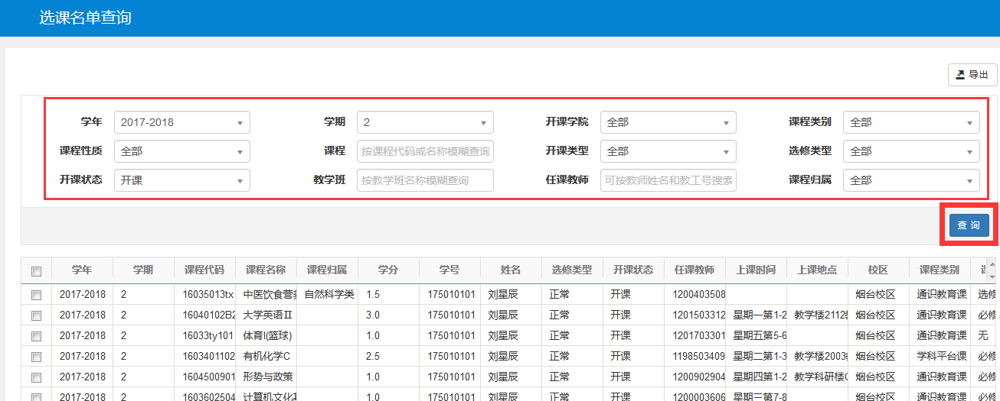 选课名单查询
导出
学年 2017-2018 学期 2 开课学院 全部 课程类别 全部
课程性质 全部 课程 按课程代码或名称模糊查询 开课类型 全部 选修类型 全部
开课状态 开课 教学班 按教学班名称模糊查询 任课教师 可按教师姓名和教工号搜索 课程归属 全部
查 询
学年 学期 课程代码 课程名称 课程归属 学分 学号 姓名 选修类型 开课状态 任课教师 上课时间 上课地点 校区 课程类别
2017-2018 2 16035013tx 中医饮食营养 自然科学类 1.5 175010101 刘星辰 正常 开课 1200403508 烟台校区 通识教育课 选修
2017-2018 2 16040102B2 大学英语Ⅱ 3.0 175010101 刘星辰 正常 开课 1201503312 星期一第1-2 教学楼2112教 烟台校区 通识教育课 必修
2017-2018 2 16033ty101 体育I(篮球) 1.0 175010101 刘星辰 正常 开课 1201703301 星期五第5-6 烟台校区 通识教育课 无
2017-2018 2 1603401102 有机化学C 2.5 175010101 刘星辰 正常 开课 1198503409 星期二第1-3 教学楼2003教 烟台校区 学科平台课 必修
2017-2018 2 1604500901 形势与政策 1.0 175010101 刘星辰 正常 开课 1200902904 星期四第1-2 教学科研楼C 烟台校区 通识教育课 必修
2017-2018 2 1603602504 计算机文化基 1.0 175010101 刘星辰 正常 开课 1200003606 星期三第7-8 烟台校区 通识教育课 必修